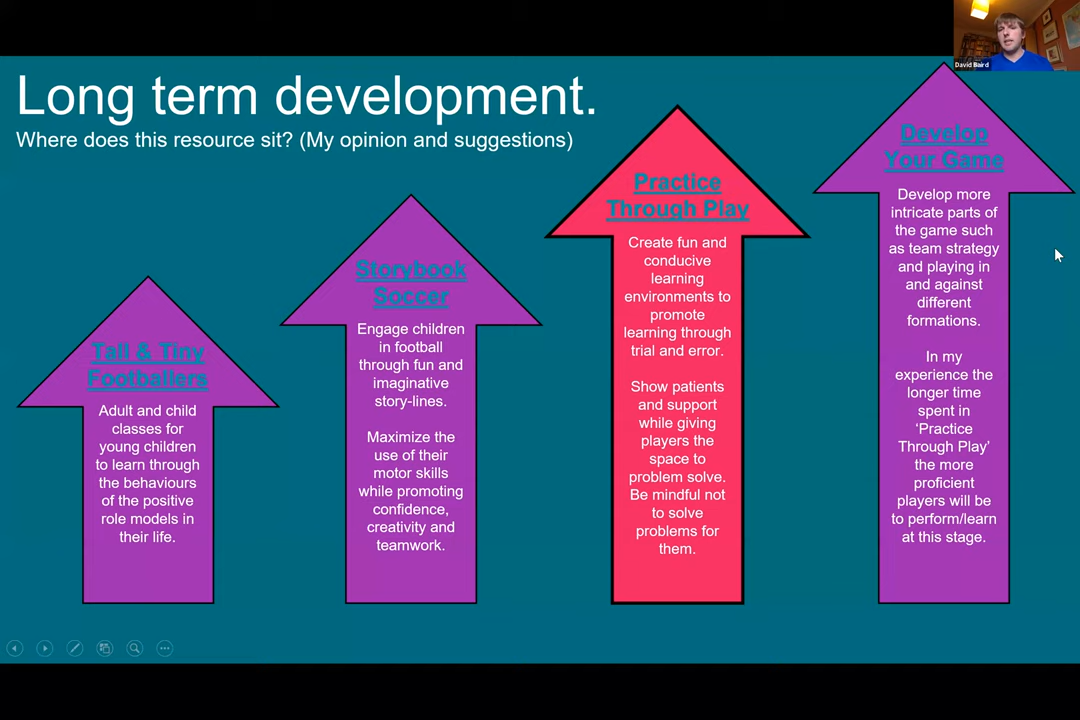 David Baird
Long term development.
Where does this resource sit? (My opinion and suggestions)
Tall & Tiny
Footballers
Adult and child
classes for
young children
to learn through
the behaviours
of the positive
role models in
their life.
Storybook
Soccer
Engage children
in football
through fun and
imaginative
story-lines.
Maximize the
use of their
motor skills
while promoting
confidence,
creativity and
teamwork.
Practice
Through Play
Create fun and
conducive
learning
environments to
promote
learning through
trial and error.
Show patients
and support
while giving
players the
space to
problem solve.
Be mindful not
to solve
problems for
them.
Develop
Your Game
Develop more
intricate parts of
the game such
as team strategy
and playing in
and against
different
formations.
In my
experience the
longer time
spent in
‘Practice
Through Play’
the more
proficient
players will be
to perform/learn
at this stage.